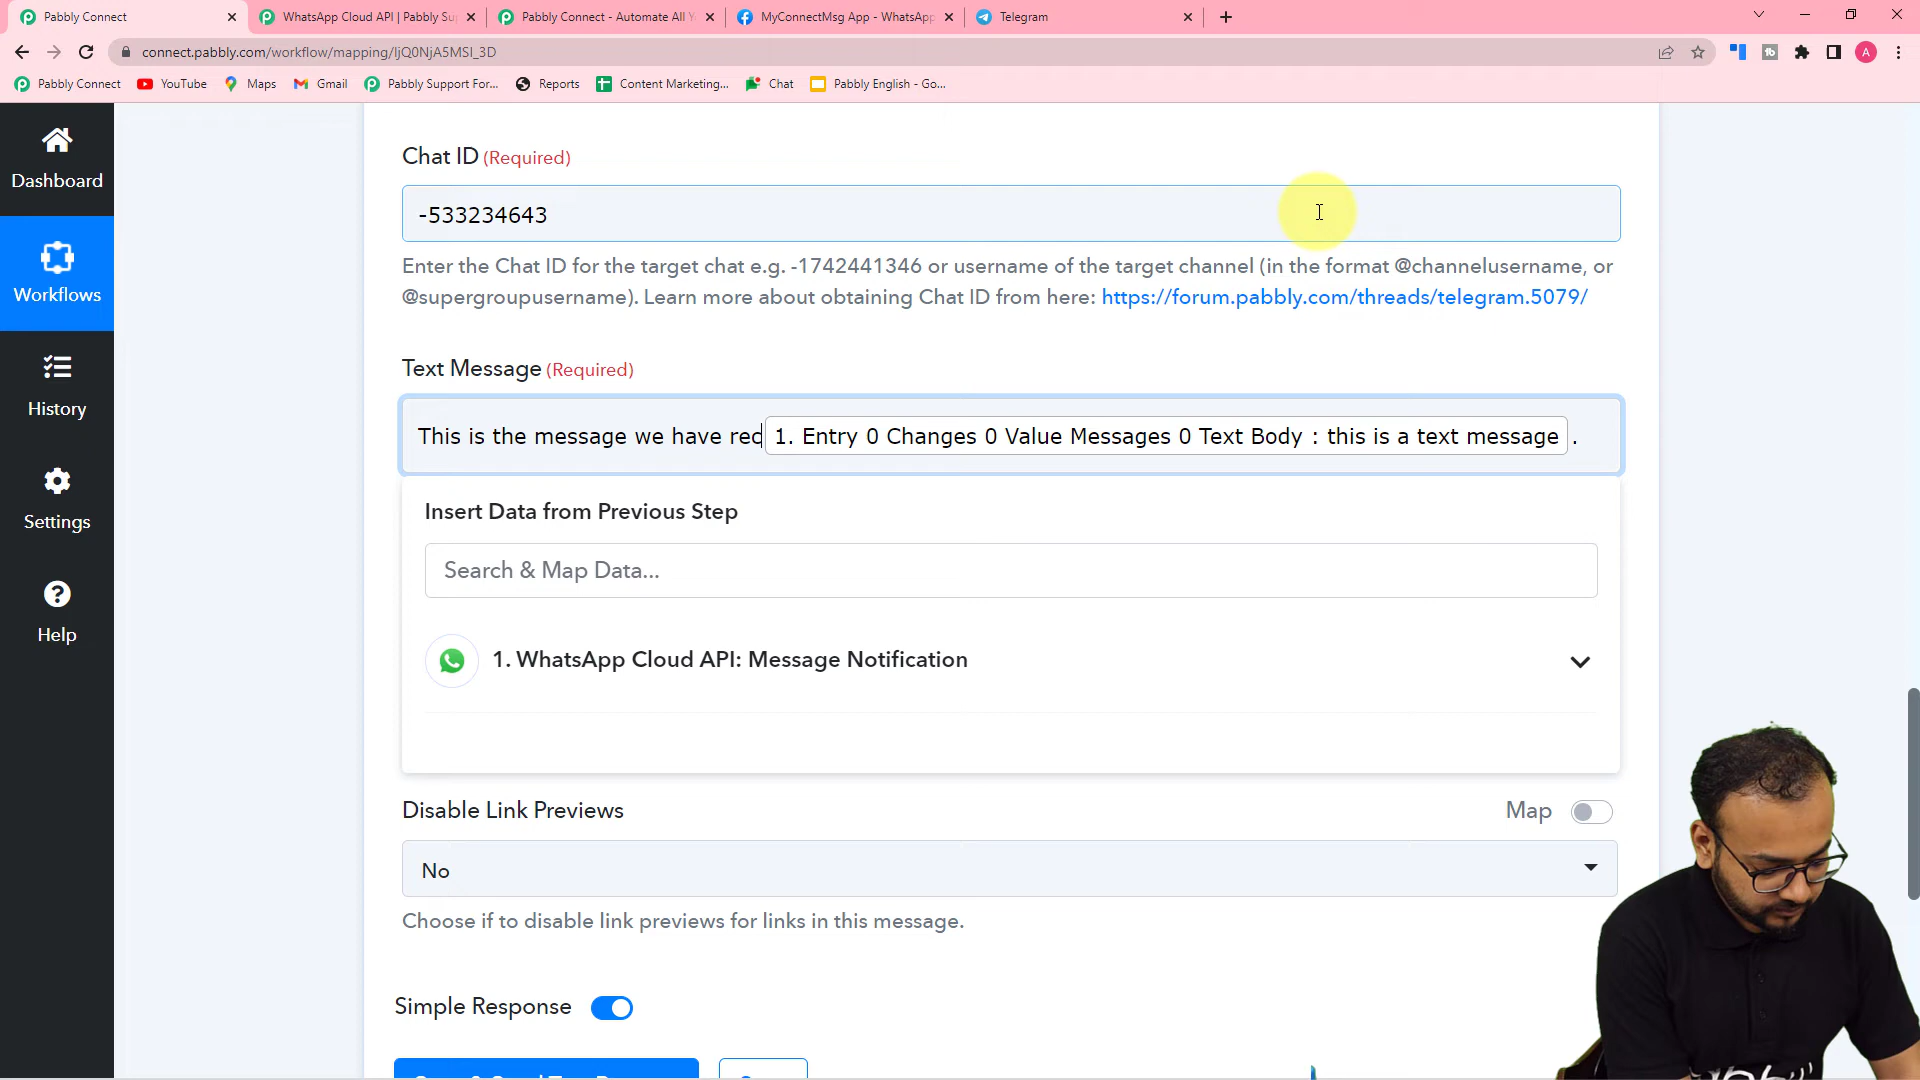 Pabbly Connect
WhatsApp Cloud API | Pabbly Su
Pabbly Connect - Automate All Y
MyConnectMsg App - WhatsApp
Telegram
connect.pabbly.com/workflow/mapping/IjQ0NjA5MSI_3D
A
Pabbly Connect
YouTube
Maps
Gmail
Pabbly Support For...
Reports
Content Marketing...
Chat
Pabbly English - Go...
Dashboard
Workflows
History
Settings
Help
Chat ID (Required)
-533234643
Enter the Chat ID for the target chat e.g. -1742441346 or username of the target channel (in the format @channelusername, or
@supergroupusername). Learn more about obtaining Chat ID from here: https://forum.pabbly.com/threads/telegram.5079/
Text Message (Required)
This is the message we have rec 1. Entry 0 Changes 0 Value Messages 0 Text Body : this is a text message .
Insert Data from Previous Step
Search & Map Data...
1. WhatsApp Cloud API: Message Notification
Disable Link Previews
Map
No
Choose if to disable link previews for links in this message.
Simple Response